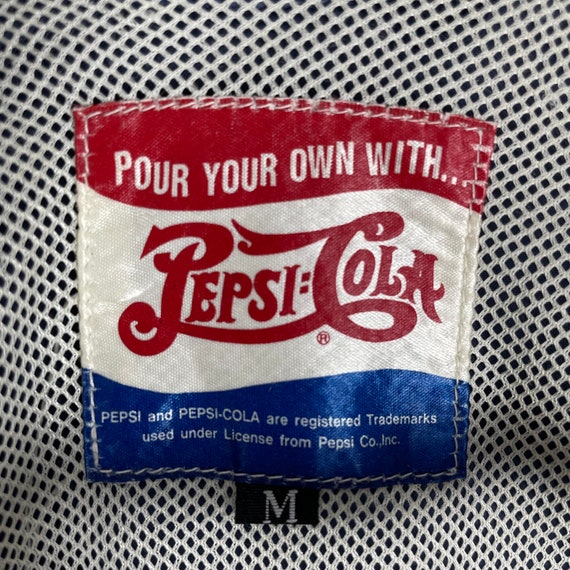 POUR YOUR OWN WITH...
PEPSI=COLA®
PEPSI and PEPSI-COLA are registered Trademarks
used under License from Pepsi Co.,Inc.
M